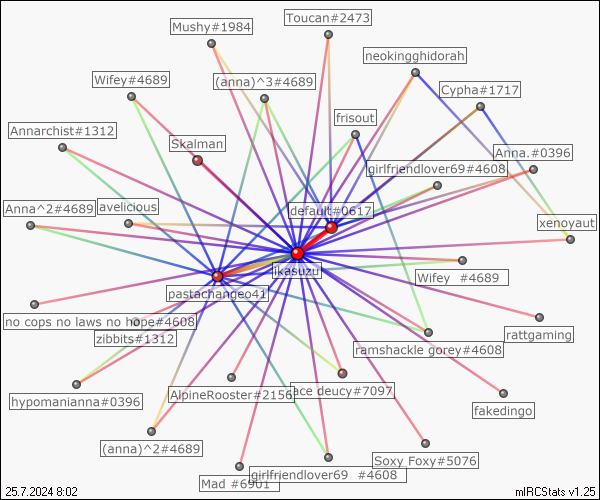 Toucan#2473
Mushy#1984
neokingghidorah
Wifey#4689
(anna)^3#4689
Cypha#1717
Annarchist#1312
frisout
Skalman
Anna.#0396
girlfriendlover69#4608
Anna^2#4689
avelicious
default#0617
xenoyaut
ikasuzu
Wifey  #4689
pastachangeo41
no cops no laws no hope#4608
rattgaming
zibbits#1312
ramshackle gorey#4608
hypomanianna#0396
AlpineRooster#2156
ace deucy#7097
fakedingo
(anna)^2#4689
Soxy Foxy#5076
Mad #6901
girlfriendlover69  #4608
25.7.2024 8:02
mIRCStats v1.25